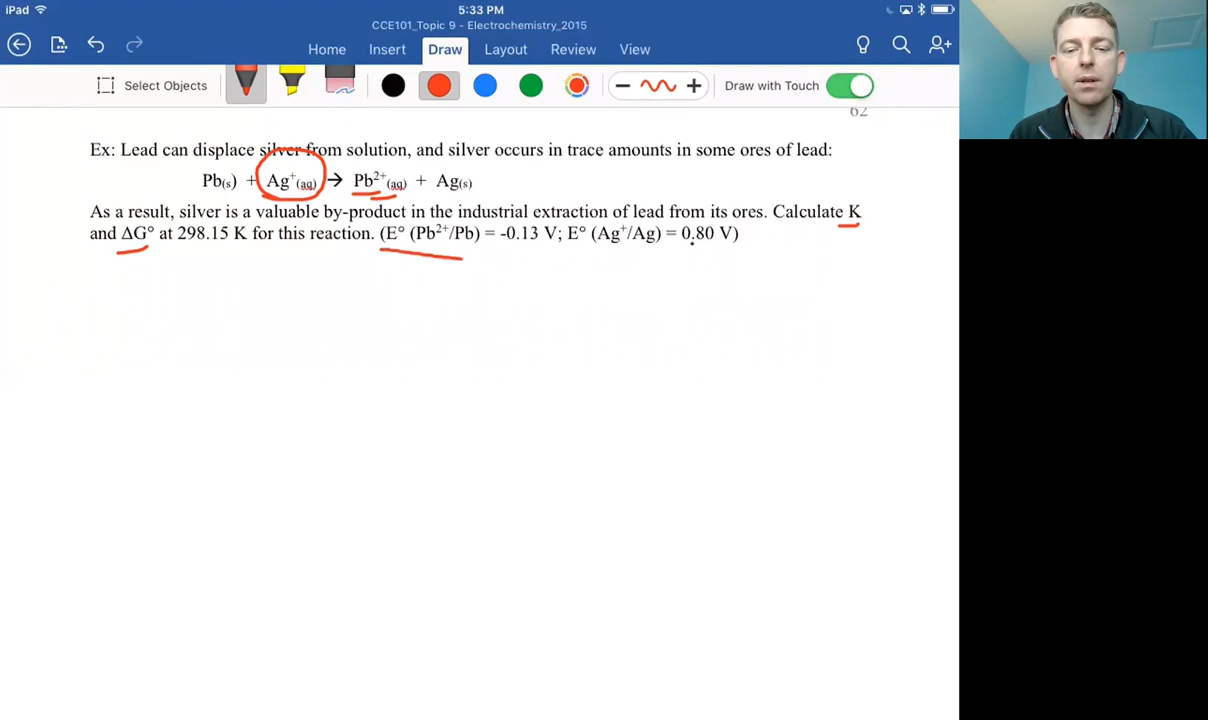 iPad 5:33 PM
CCE101_Topic 9 - Electrochemistry_2015
Home Insert Draw Layout Review View
Select Objects Draw with Touch
62
Ex: Lead can displace silver from solution, and silver occurs in trace amounts in some ores of lead:
Pb(s) + Ag⁺(aq) → Pb²⁺(aq) + Ag(s)
As a result, silver is a valuable by-product in the industrial extraction of lead from its ores. Calculate K
and ΔG° at 298.15 K for this reaction. (E° (Pb²⁺/Pb) = -0.13 V; E° (Ag⁺/Ag) = 0.80 V)